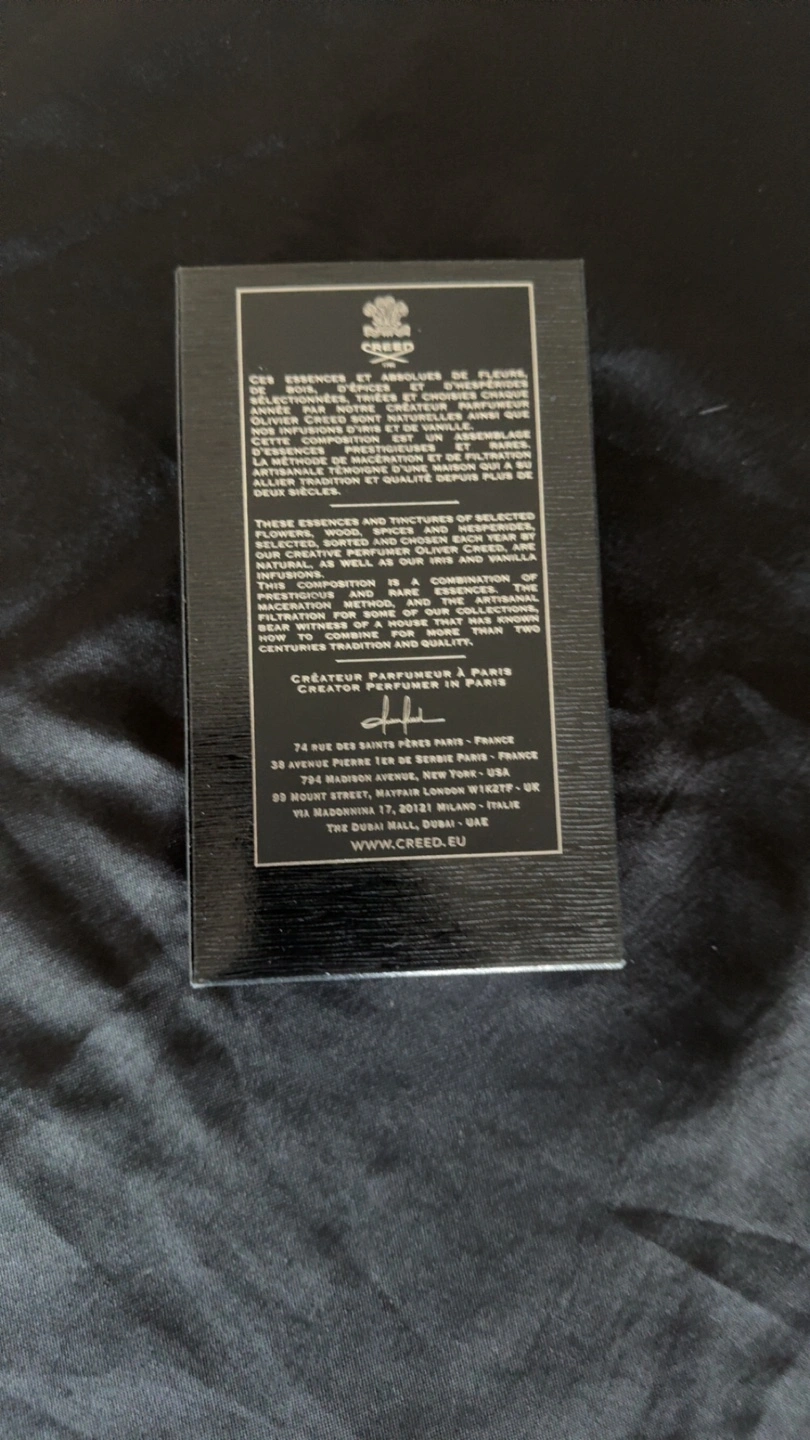 CREED
CES ESSENCES ET ABSOLUES DE FLEURS,
DE BOIS, D'ÉPICES ET D'HESPÉRIDES
SÉLECTIONNÉES, TRIÉES ET CHOISIES CHAQUE
ANNÉE PAR NOTRE CRÉATEUR PARFUMEUR
OLIVIER CREED SONT NATURELLES AINSI QUE
NOS INFUSIONS D'IRIS ET DE VANILLE.
CETTE COMPOSITION EST UN ASSEMBLAGE
D'ESSENCES PRESTIGIEUSES ET RARES.
LA MÉTHODE DE MACÉRATION ET DE FILTRATION
ARTISANALE TÉMOIGNE D'UNE MAISON QUI A SU
ALLIER TRADITION ET QUALITÉ DEPUIS PLUS DE
DEUX SIÈCLES.
THESE ESSENCES AND TINCTURES OF SELECTED
FLOWERS, WOOD, SPICES AND HESPERIDES,
SELECTED, SORTED AND CHOSEN EACH YEAR BY
OUR CREATIVE PERFUMER OLIVER CREED, ARE
NATURAL, AS WELL AS OUR IRIS AND VANILLA
INFUSIONS.
THIS COMPOSITION IS A COMBINATION OF
PRESTIGIOUS AND RARE ESSENCES. THE
MACERATION METHOD, AND THE ARTISANAL
FILTRATION FOR SOME OF OUR COLLECTIONS,
BEAR WITNESS OF A HOUSE THAT HAS KNOWN
HOW TO COMBINE FOR MORE THAN TWO
CENTURIES TRADITION AND QUALITY.
CRÉATEUR PARFUMEUR À PARIS
CREATOR PERFUMER IN PARIS
74 RUE DES SAINTS PÈRES PARIS - FRANCE
38 AVENUE PIERRE 1ER DE SERBIE PARIS - FRANCE
794 MADISON AVENUE, NEW YORK - USA
99 MOUNT STREET, MAYFAIR LONDON W1K2TF - UK
VIA MADONNINA 17, 20121 MILANO - ITALIE
THE DUBAI MALL, DUBAI - UAE
WWW.CREED.EU